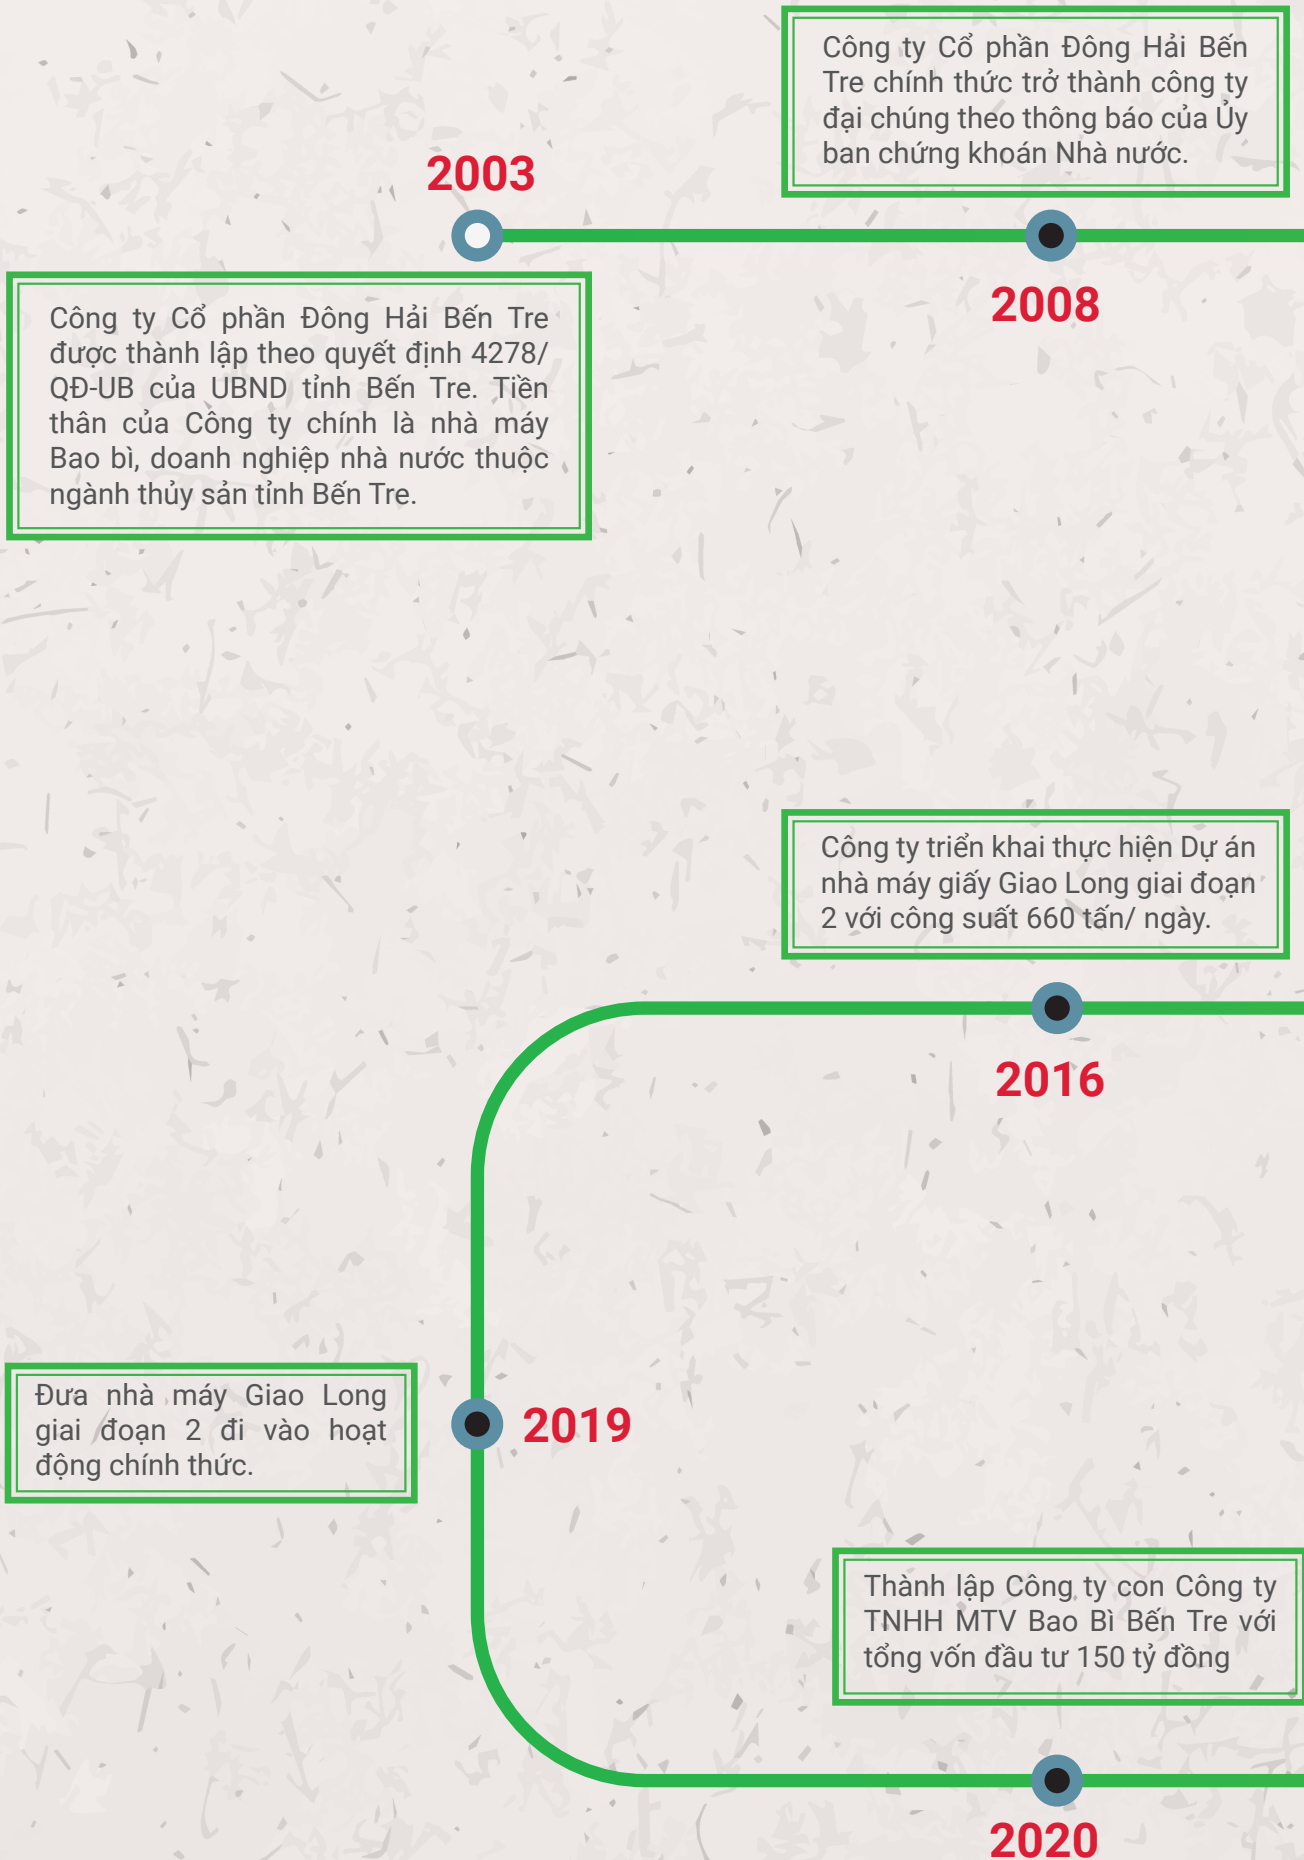 2003
Công ty Cổ phần Đông Hải Bến Tre
được thành lập theo quyết định 4278/
QĐ-UB của UBND tỉnh Bến Tre. Tiền
thân của Công ty chính là nhà máy
Bao bì, doanh nghiệp nhà nước thuộc
ngành thủy sản tỉnh Bến Tre.
Công ty Cổ phần Đông Hải Bến
Tre chính thức trở thành công ty
đại chúng theo thông báo của Ủy
ban chứng khoán Nhà nước.
2008
Công ty triển khai thực hiện Dự án
nhà máy giấy Giao Long giai đoạn
2 với công suất 660 tấn/ ngày.
2016
Đưa nhà máy Giao Long
giai đoạn 2 đi vào hoạt
động chính thức.
2019
Thành lập Công ty con Công ty
TNHH MTV Bao Bì Bến Tre với
tổng vốn đầu tư 150 tỷ đồng
2020